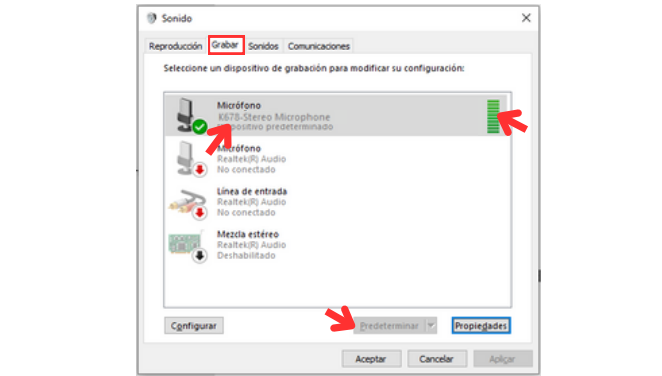 Sonido
Reproducción Grabar Sonidos Comunicaciones
Seleccione un dispositivo de grabación para modificar su configuración:
Micrófono
K678-Stereo Microphone
Dispositivo predeterminado
Micrófono
Realtek(R) Audio
No conectado
Línea de entrada
Realtek(R) Audio
No conectado
Mezcla estéreo
Realtek(R) Audio
Deshabilitado
Configurar Predeterminar Propiedades
Aceptar Cancelar Aplicar